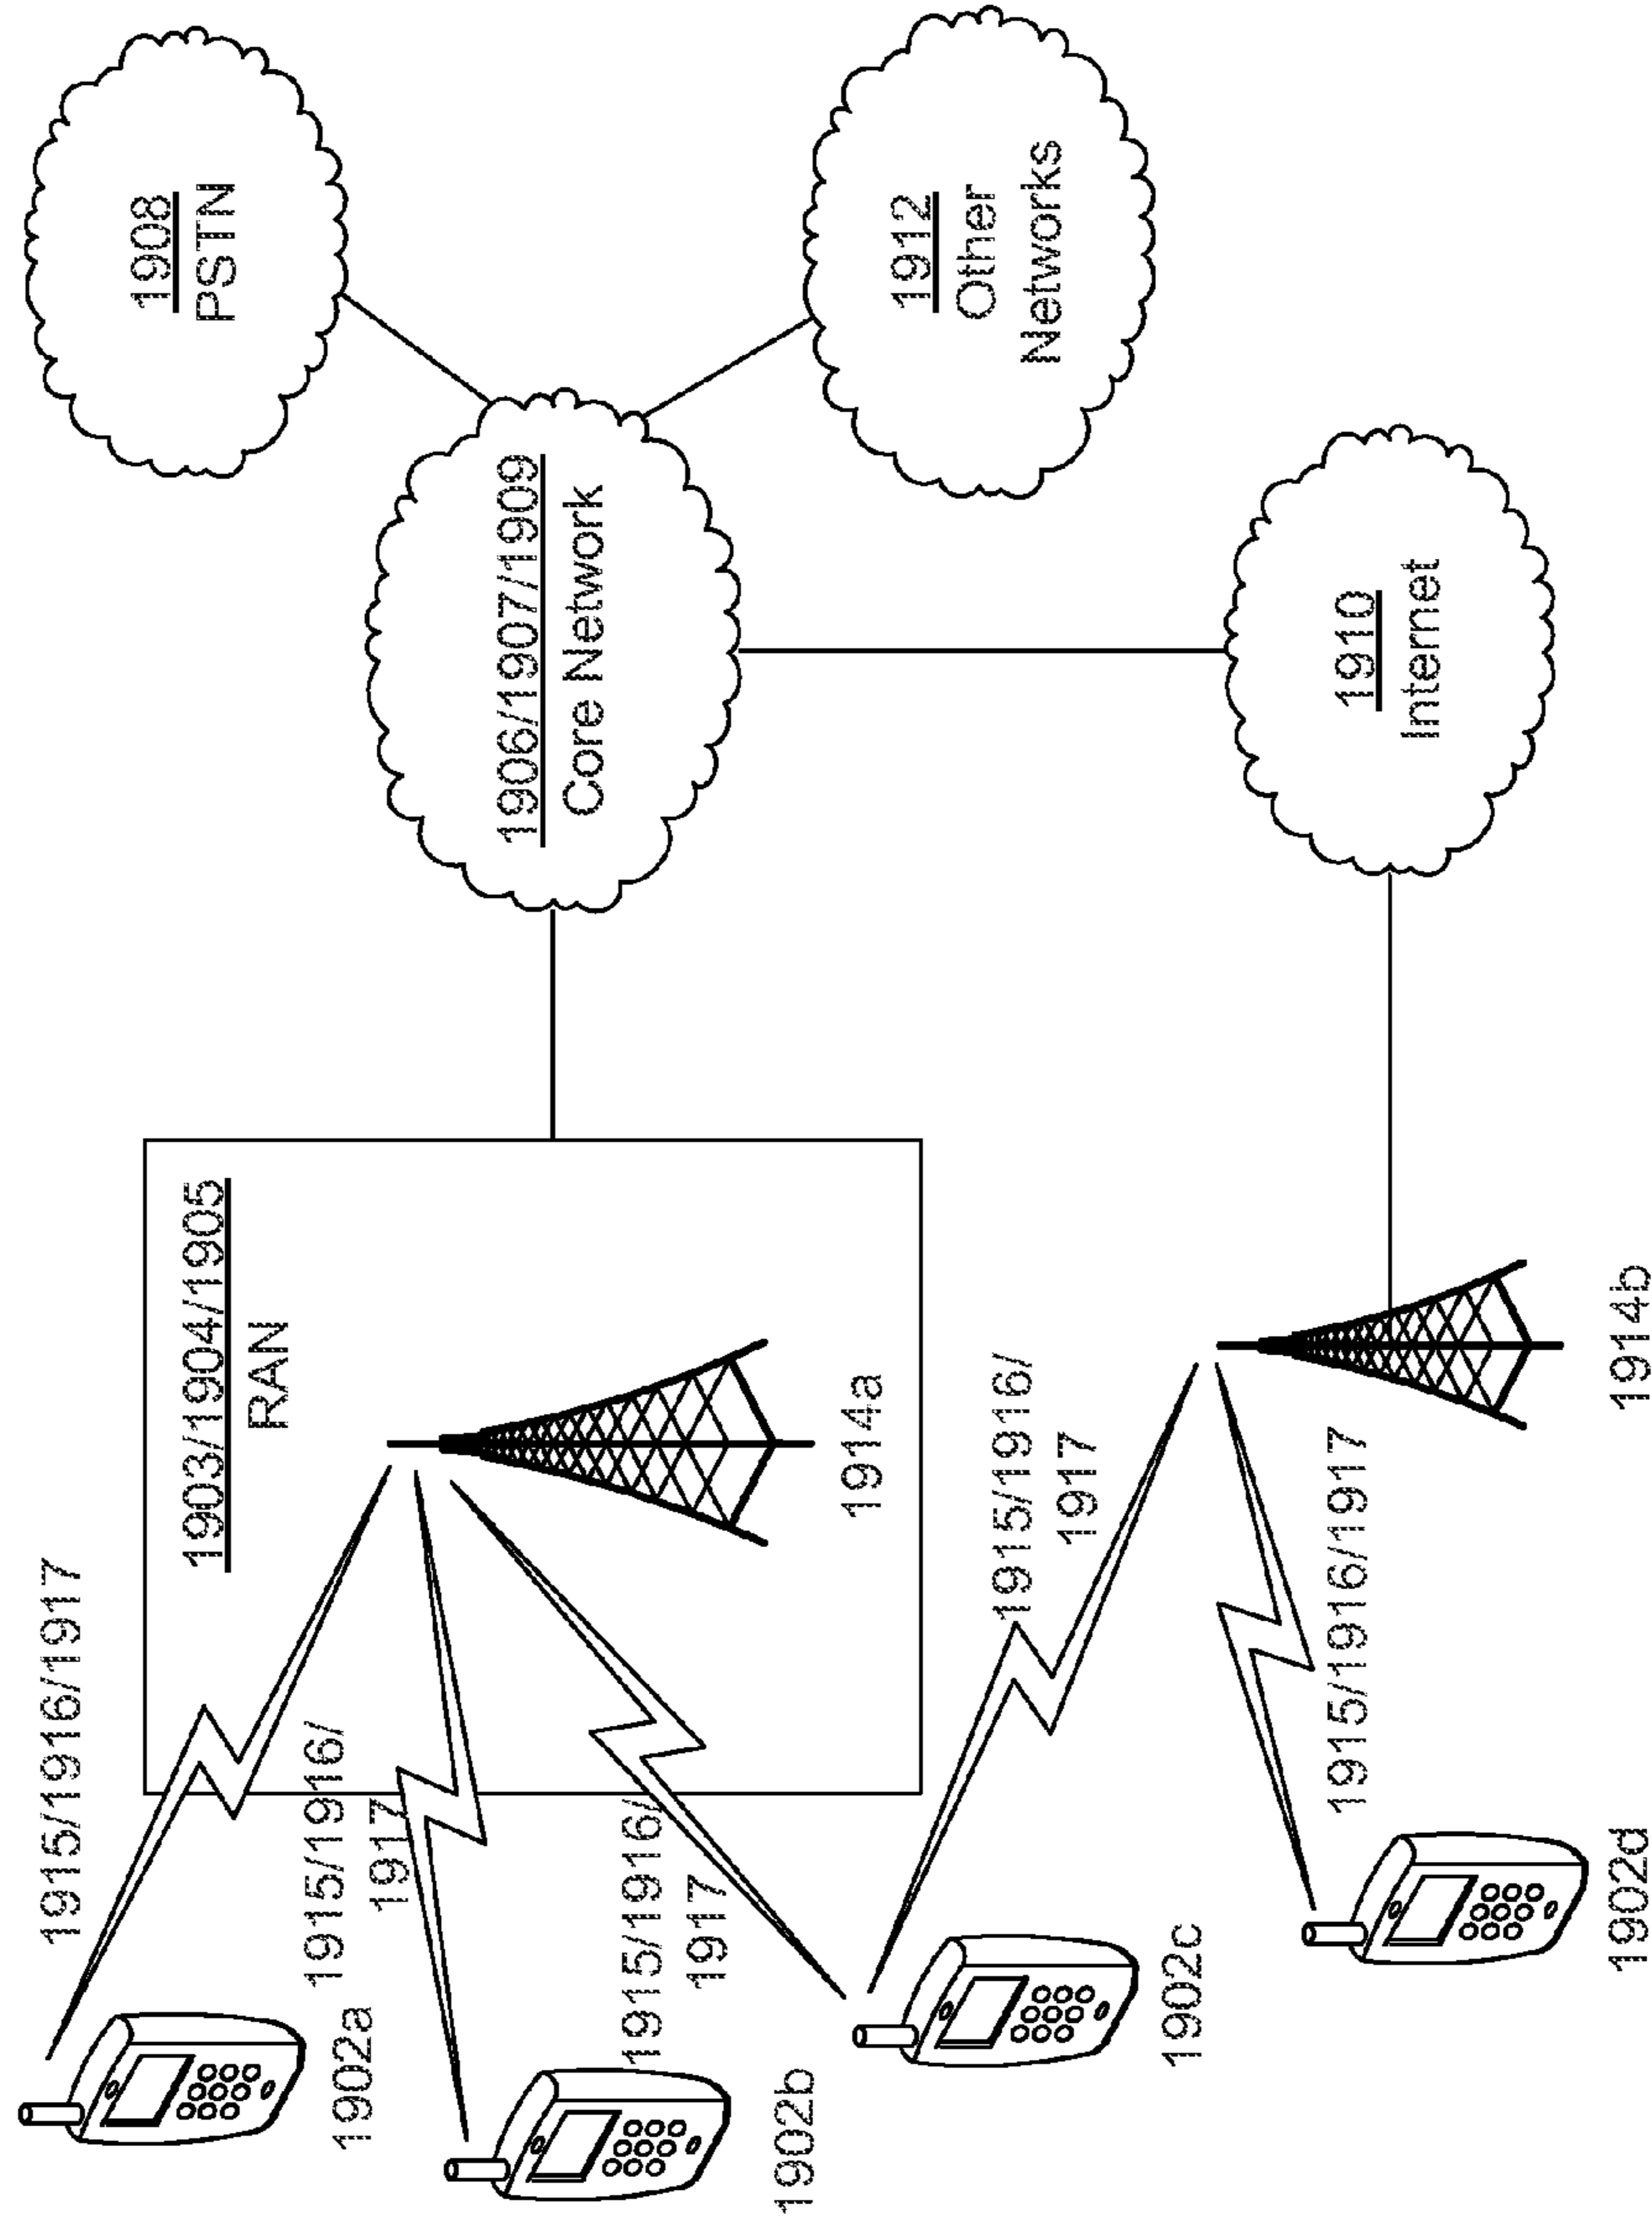 1908
PSTN
1906/1907/1909
Core Network
1912
Other
Networks
1910
Internet
1903/1904/1905
RAN
1914a
1914b
1915/1916/1917
1915/1916/
1917
1915/1916/
1917
1915/1916/
1917
1915/1916/1917
1902a
1902b
1902c
1902d